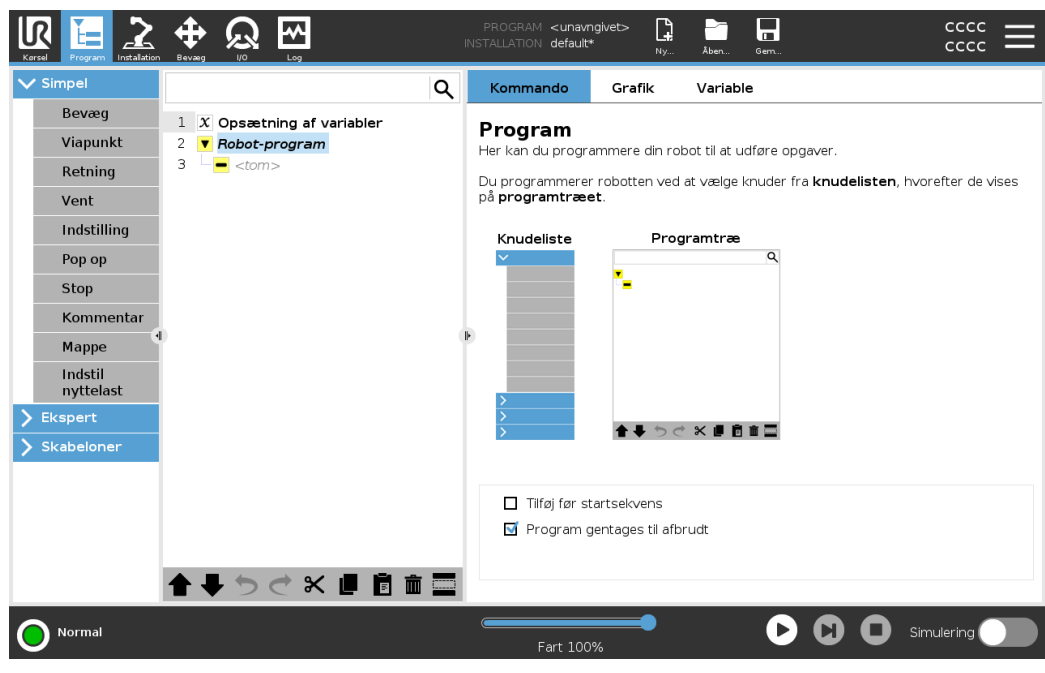 UR
Kørsel
Program
Installation
Bevæg
I/O
Log
PROGRAM <unavngivet>
INSTALLATION default*
Ny...
Åben...
Gem...
CCCC
CCCC
Simpel
Bevæg
Viapunkt
Retning
Vent
Indstilling
Pop op
Stop
Kommentar
Mappe
Indstil
nyttelast
Ekspert
Skabeloner
1 X Opsætning af variabler
2 Robot-program
3 <tom>
Kommando
Grafik
Variable
Program
Her kan du programmere din robot til at udføre opgaver.
Du programmerer robotten ved at vælge knuder fra knudelisten, hvorefter de vises
på programtræet.
Knudeliste
Programtræ
Tilføj før startsekvens
Program gentages til afbrudt
Normal
Fart 100%
Simulering